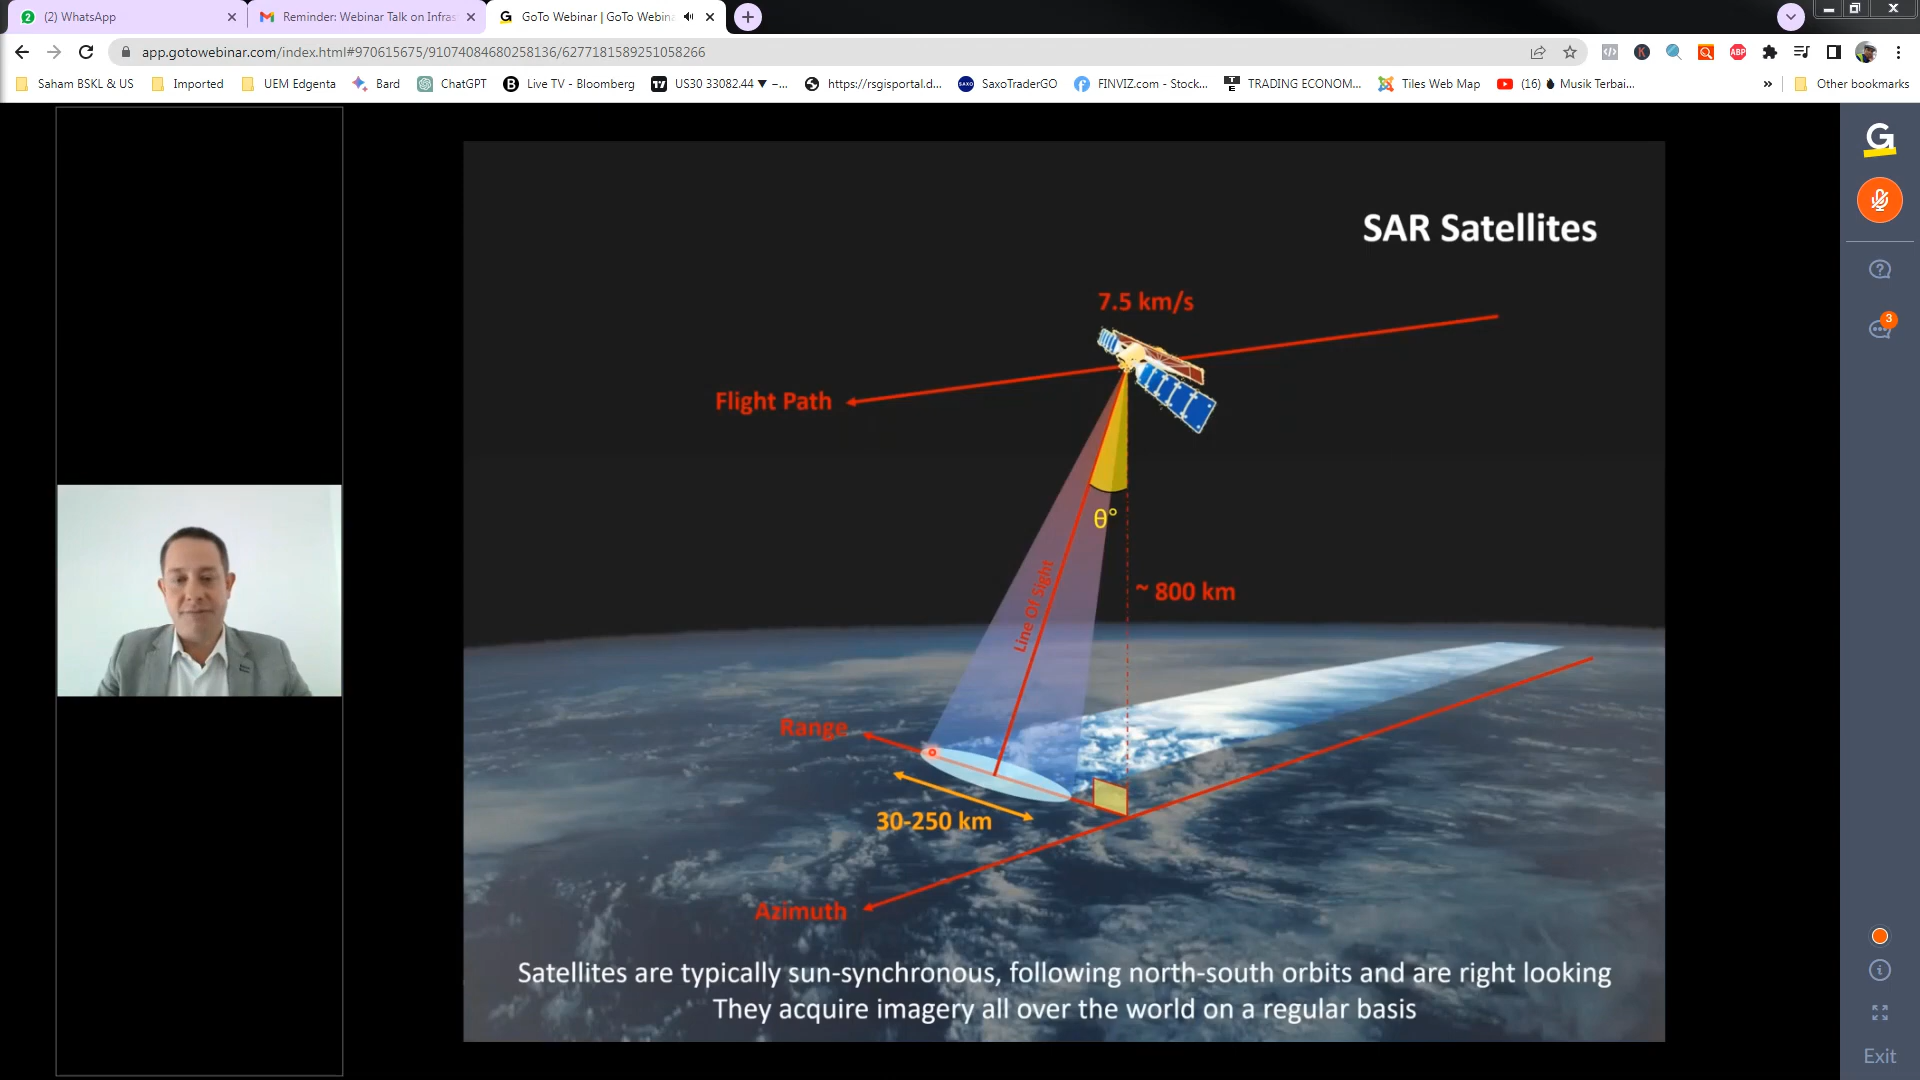 (2) WhatsApp
Reminder: Webinar Talk on Infras
GoTo Webinar | GoTo Webina
app.gotowebinar.com/index.html#970615675/91074084680258136/6277181589251058266
Saham BSKL & US
Imported
UEM Edgenta
Bard
ChatGPT
Live TV - Bloomberg
US30 33082.44 ▼ –...
https://rsgisportal.d...
SaxoTraderGO
FINVIZ.com - Stock...
TRADING ECONOM...
Tiles Web Map
(16) Musik Terbai...
»
Other bookmarks
SAR Satellites
7.5 km/s
Flight Path
θ°
Line Of Sight
~ 800 km
Range
30-250 km
Azimuth
Satellites are typically sun-synchronous, following north-south orbits and are right looking
They acquire imagery all over the world on a regular basis
G
3
Exit